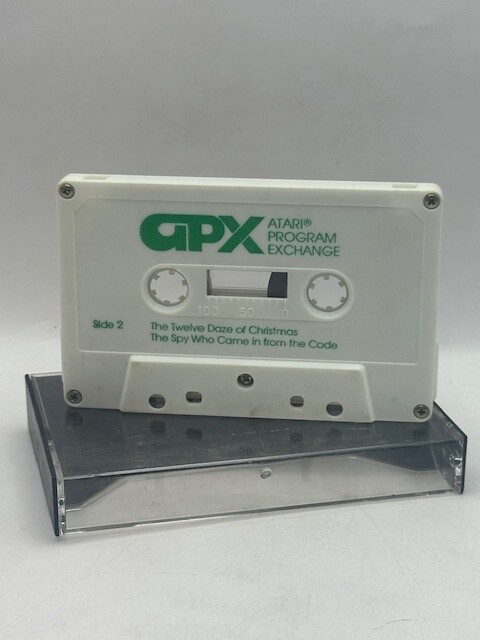 APX ATARI®
PROGRAM
EXCHANGE
100 50 0
Side 2
The Twelve Daze of Christmas
The Spy Who Came in from the Code